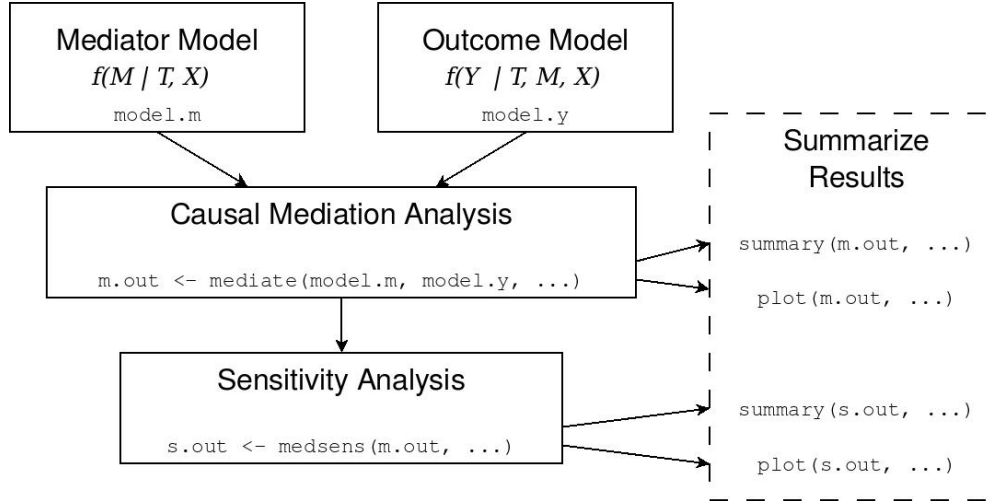 Mediator Model
f(M | T, X)
model.m
Outcome Model
f(Y | T, M, X)
model.y
Causal Mediation Analysis
m.out <- mediate(model.m, model.y, ...)
Sensitivity Analysis
s.out <- medsens(m.out, ...)
Summarize
Results
summary(m.out, ...)
plot(m.out, ...)
summary(s.out, ...)
plot(s.out, ...)